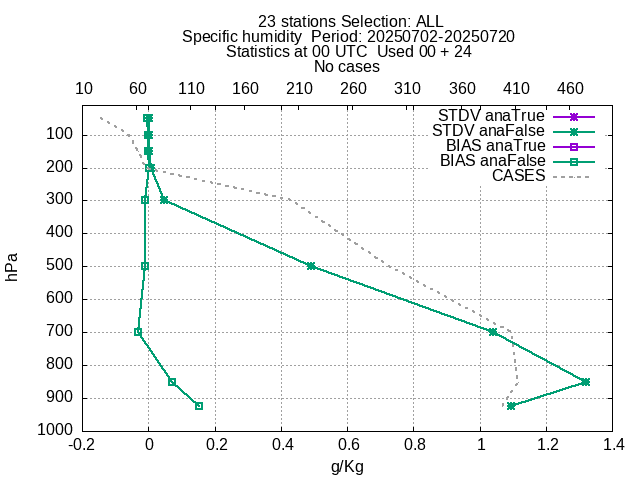 23 stations Selection: ALL
Specific humidity  Period: 20250702-20250720
Statistics at 00 UTC  Used 00 + 24
No cases
10 60 110 160 210 260 310 360 410 460
STDV anaTrue
STDV anaFalse
BIAS anaTrue
BIAS anaFalse
CASES
100
200
300
400
500
600
700
800
900
1000
hPa
-0.2 0 0.2 0.4 0.6 0.8 1 1.2 1.4
g/Kg